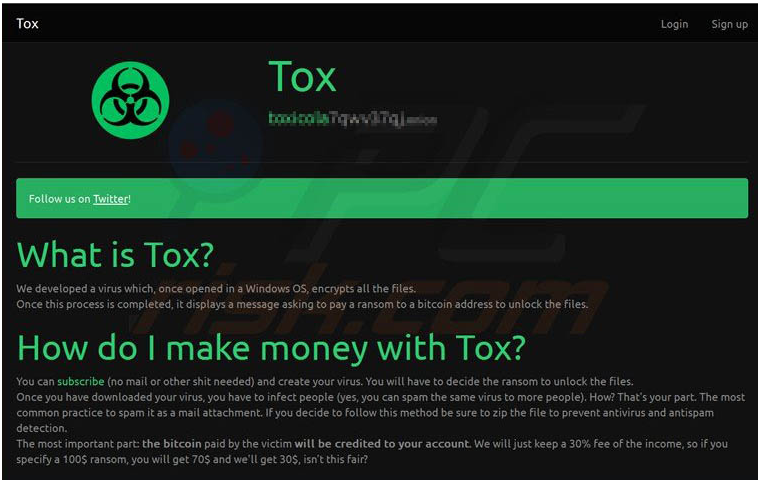 Tox
Login
Sign up
Tox
Follow us on Twitter!
What is Tox?
We developed a virus which, once opened in a Windows OS, encrypts all the files.
Once this process is completed, it displays a message asking to pay a ransom to a bitcoin address to unlock the files.
How do I make money with Tox?
You can subscribe (no mail or other shit needed) and create your virus. You will have to decide the ransom to unlock the files.
Once you have downloaded your virus, you have to infect people (yes, you can spam the same virus to more people). How? That's your part. The most
common practice to spam it as a mail attachment. If you decide to follow this method be sure to zip the file to prevent antivirus and antispam
detection.
The most important part: the bitcoin paid by the victim will be credited to your account. We will just keep a 30% fee of the income, so if you
specify a 100$ ransom, you will get 70$ and we'll get 30$, isn't this fair?
PC
risk.com